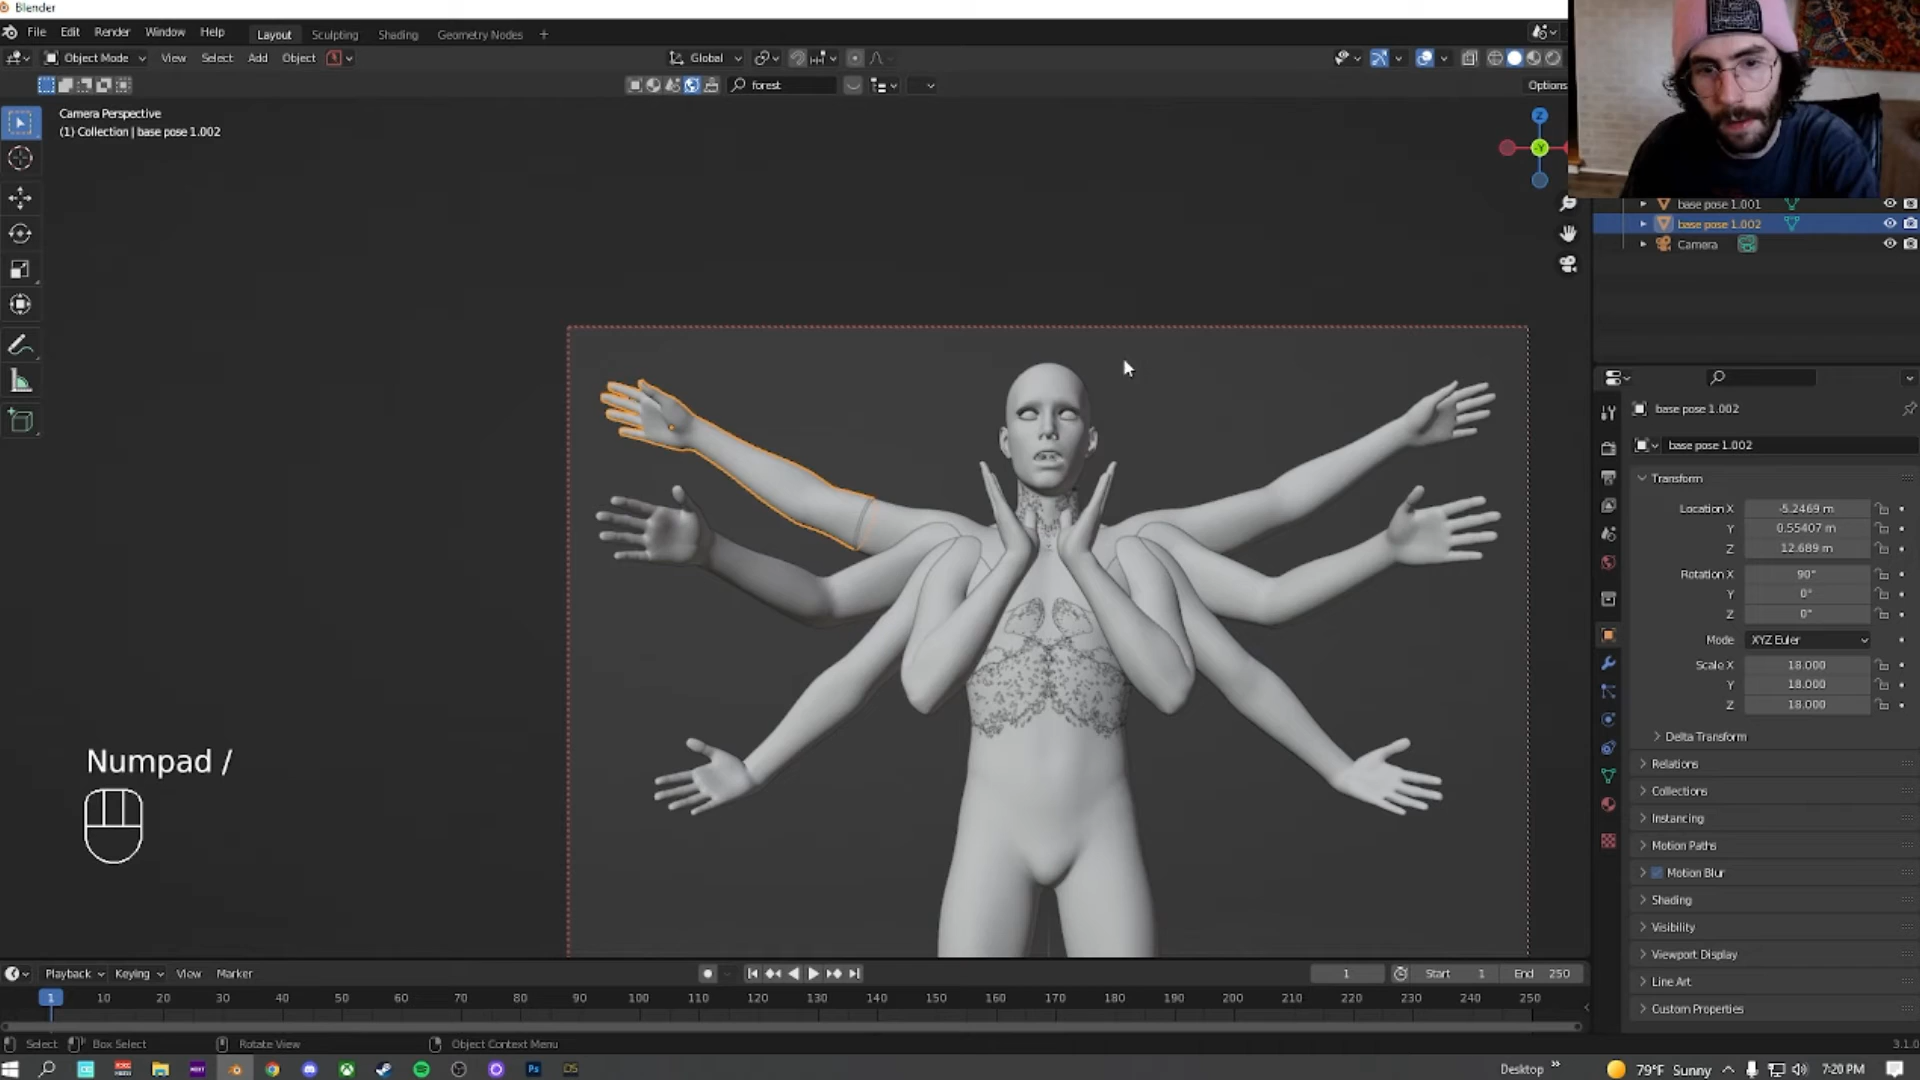 Blender
File Edit Render Window Help Layout Sculpting Shading Geometry Nodes +
Object Mode View Select Add Object Global
forest Options
Camera Perspective
(1) Collection | base pose 1.002
Z
-Y
base pose 1.001
base pose 1.002
Camera
base pose 1.002
base pose 1.002
Transform
Location X -5.2469 m
Y 0.55407 m
Z 12.689 m
Rotation X 90°
Y 0°
Z 0°
Mode XYZ Euler
Scale X 18.000
Y 18.000
Z 18.000
Delta Transform
Relations
Collections
Instancing
Motion Paths
Motion Blur
Shading
Visibility
Viewport Display
Line Art
Custom Properties
Numpad /
Playback Keying View Marker 1 Start 1 End 250
1 10 20 30 40 50 60 70 80 90 100 110 120 130 140 150 160 170 180 190 200 210 220 230 240 250
Select Box Select Rotate View Object Context Menu 3.1.0
Ps DS Desktop 79°F Sunny 7:20 PM